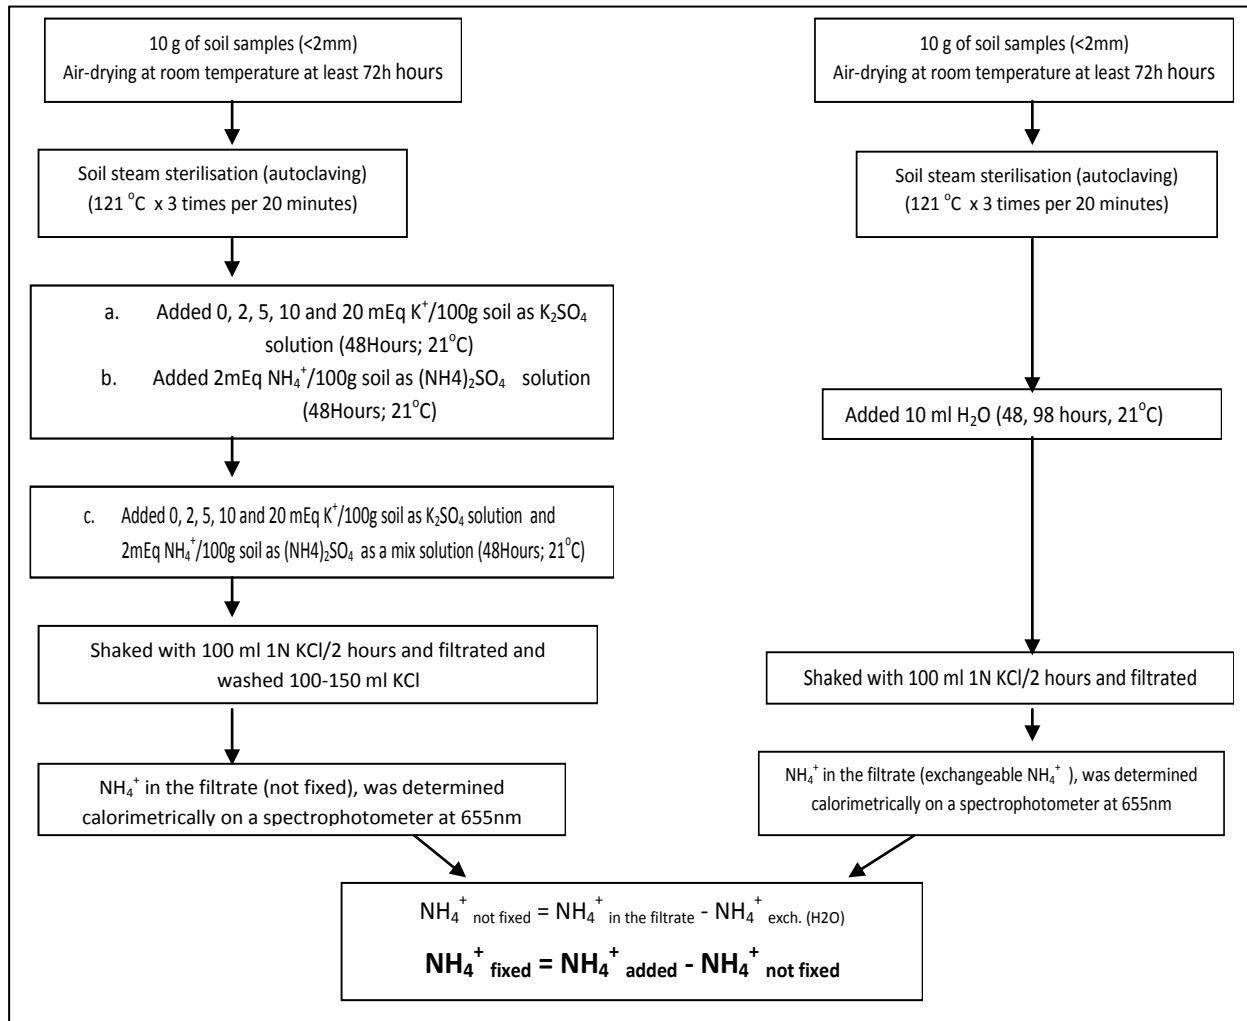 10 g of soil samples (<2mm)
Air-drying at room temperature at least 72h hours
Soil steam sterilisation (autoclaving)
(121 °C x 3 times per 20 minutes)
a. Added 0, 2, 5, 10 and 20 mEq K⁺/100g soil as K₂SO₄
solution (48Hours; 21°C)
b. Added 2mEq NH₄⁺/100g soil as (NH4)₂SO₄ solution
(48Hours; 21°C)
c. Added 0, 2, 5, 10 and 20 mEq K⁺/100g soil as K₂SO₄ solution and
2mEq NH₄⁺/100g soil as (NH4)₂SO₄ as a mix solution (48Hours; 21°C)
Shaked with 100 ml 1N KCl/2 hours and filtrated and
washed 100-150 ml KCl
NH₄⁺ in the filtrate (not fixed), was determined
calorimetrically on a spectrophotometer at 655nm
10 g of soil samples (<2mm)
Air-drying at room temperature at least 72h hours
Soil steam sterilisation (autoclaving)
(121 °C x 3 times per 20 minutes)
Added 10 ml H₂O (48, 98 hours, 21°C)
Shaked with 100 ml 1N KCl/2 hours and filtrated
NH₄⁺ in the filtrate (exchangeable NH₄⁺ ), was determined
calorimetrically on a spectrophotometer at 655nm
NH₄⁺ not fixed = NH₄⁺ in the filtrate - NH₄⁺ exch. (H2O)
NH₄⁺ fixed = NH₄⁺ added - NH₄⁺ not fixed